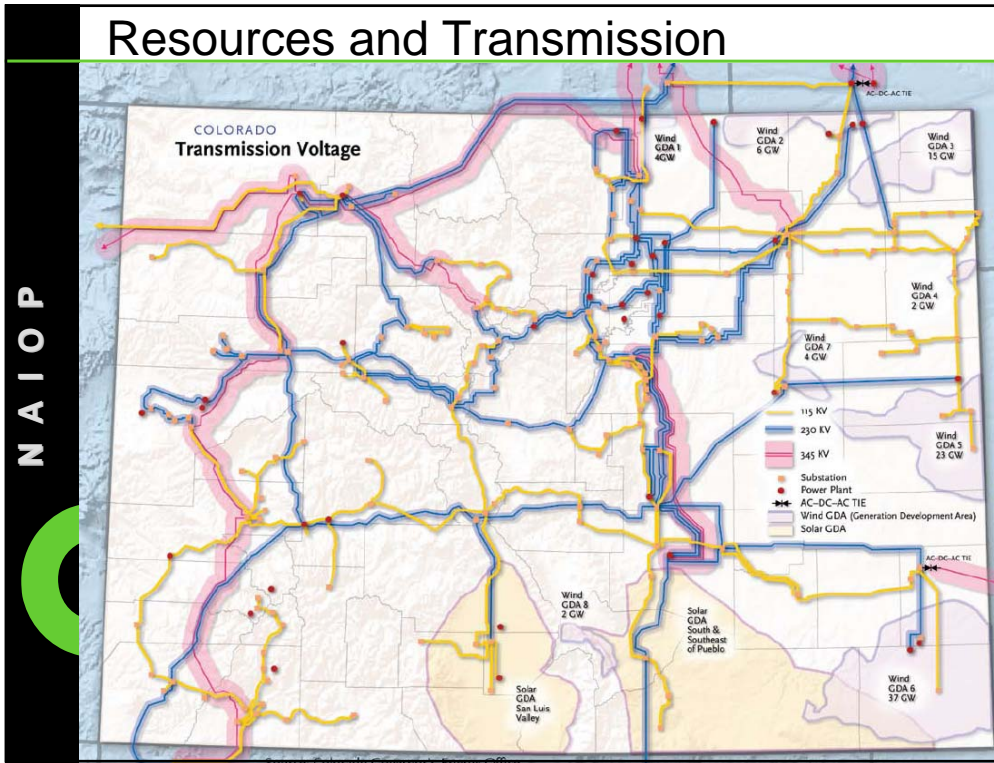 Resources and Transmission
NAIOP
COLORADO
Transmission Voltage
AC–DC–AC TIE
Wind
GDA 1
4GW
Wind
GDA 2
6 GW
Wind
GDA 3
15 GW
Wind
GDA 4
2 GW
Wind
GDA 7
4 GW
Wind
GDA 5
23 GW
115 KV
230 KV
345 KV
Substation
Power Plant
AC–DC–AC TIE
Wind GDA (Generation Development Area)
Solar GDA
AC–DC–AC TIE
Wind
GDA 8
2 GW
Solar
GDA
South &
Southeast
of Pueblo
Solar
GDA
San Luis
Valley
Wind
GDA 6
37 GW